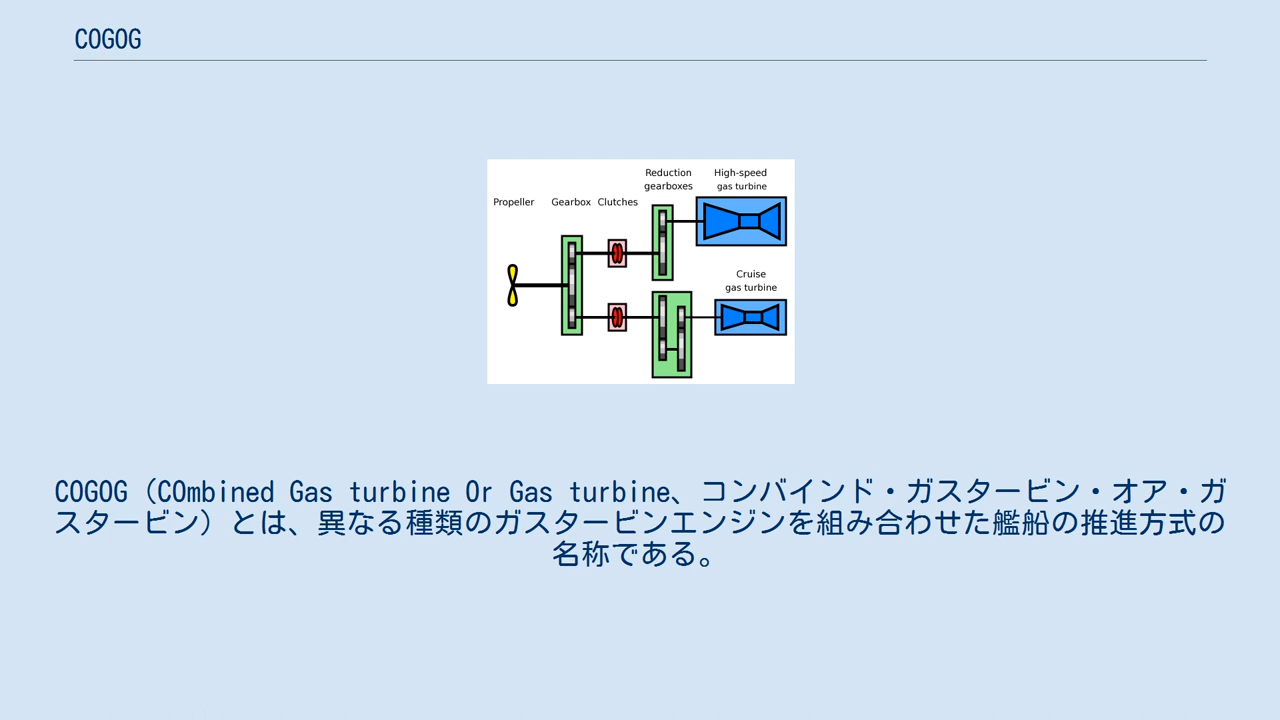 COGOG
Reduction
gearboxes
High-speed
gas turbine
Propeller
Gearbox
Clutches
Cruise
gas turbine
COGOG（COmbined Gas turbine Or Gas turbine、コンバインド・ガスタービン・オア・ガ
スタービン）とは、異なる種類のガスタービンエンジンを組み合わせた艦船の推進方式の
名称である。